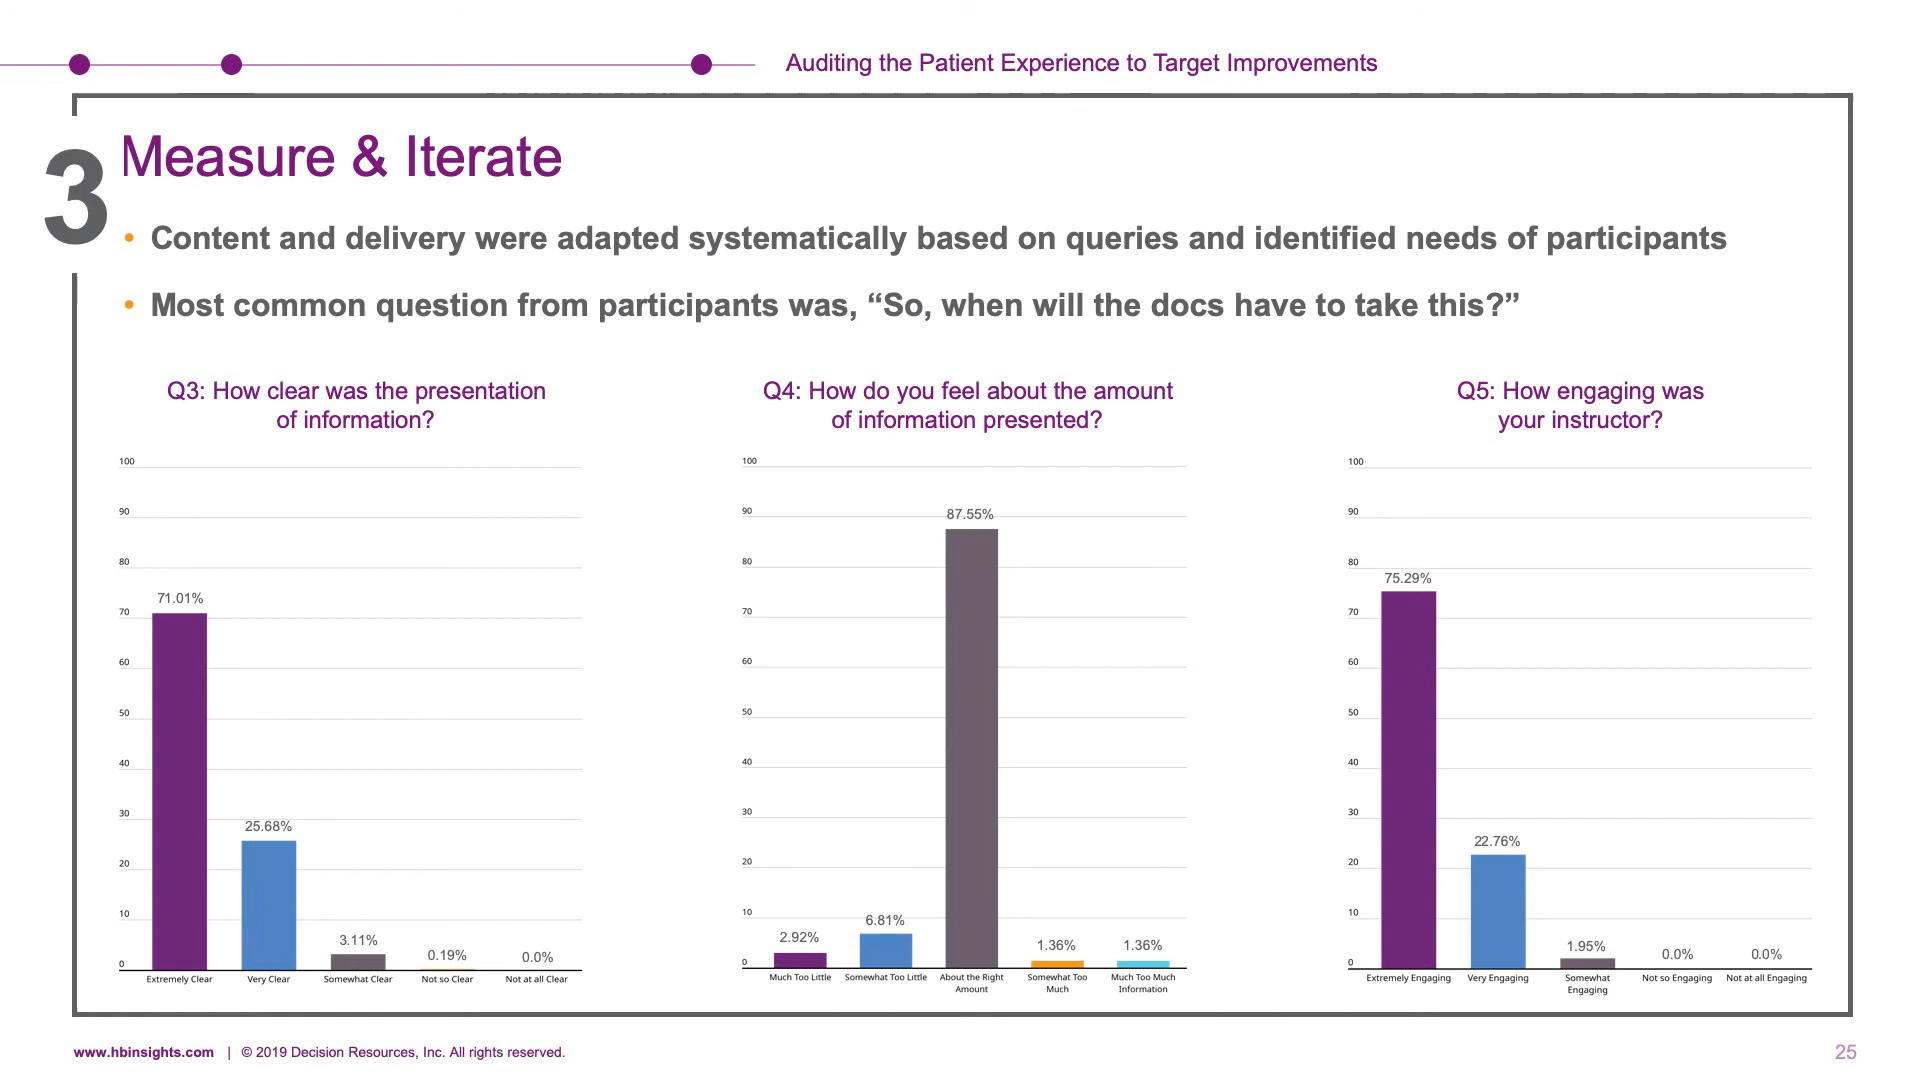 Auditing the Patient Experience to Target Improvements
3
Measure & Iterate
• Content and delivery were adapted systematically based on queries and identified needs of participants
• Most common question from participants was, “So, when will the docs have to take this?”
Q3: How clear was the presentation
of information?
100
90
80
70
60
50
40
30
20
10
0
71.01%
25.68%
3.11%
0.19%
0.0%
Extremely Clear
Very Clear
Somewhat Clear
Not so Clear
Not at all Clear
Q4: How do you feel about the amount
of information presented?
100
90
80
70
60
50
40
30
20
10
0
2.92%
6.81%
87.55%
1.36%
1.36%
Much Too Little
Somewhat Too Little
About the Right
Amount
Somewhat Too
Much
Much Too Much
Information
Q5: How engaging was
your instructor?
100
90
80
70
60
50
40
30
20
10
0
75.29%
22.76%
1.95%
0.0%
0.0%
Extremely Engaging
Very Engaging
Somewhat
Engaging
Not so Engaging
Not at all Engaging
www.hbinsights.com | © 2019 Decision Resources, Inc. All rights reserved.
25